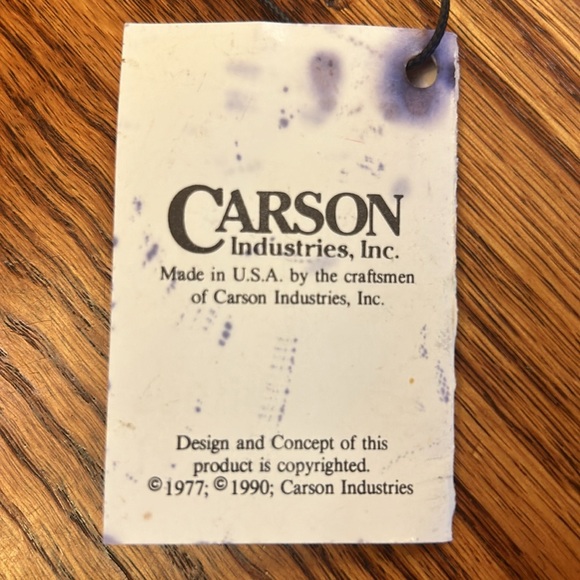 CARSON
Industries, Inc.
Made in U.S.A. by the craftsmen
of Carson Industries, Inc.
Design and Concept of this
product is copyrighted.
©1977; ©1990; Carson Industries